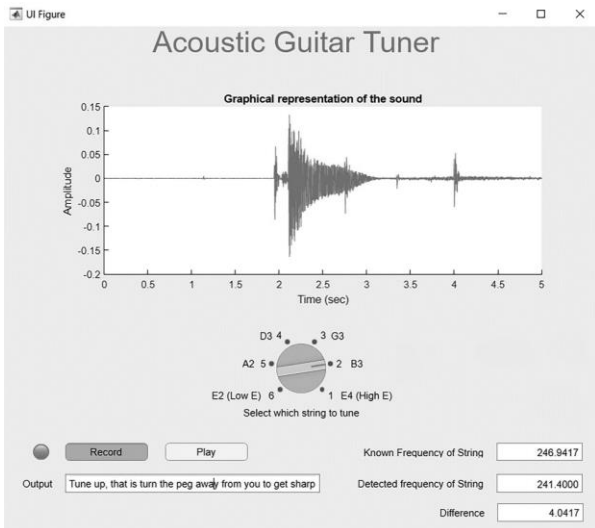 UI Figure
Acoustic Guitar Tuner
Graphical representation of the sound
Amplitude
0.15
0.1
0.05
0
-0.05
-0.1
-0.15
-0.2
0 0.5 1 1.5 2 2.5 3 3.5 4 4.5 5
Time (sec)
D3 4 3 G3
A2 5 2 B3
E2 (Low E) 6 1 E4 (High E)
Select which string to tune
Record Play Known Frequency of String 246.9417
Output Tune up, that is turn the peg away from you to get sharp Detected frequency of String 241.4000
Difference 4.0417